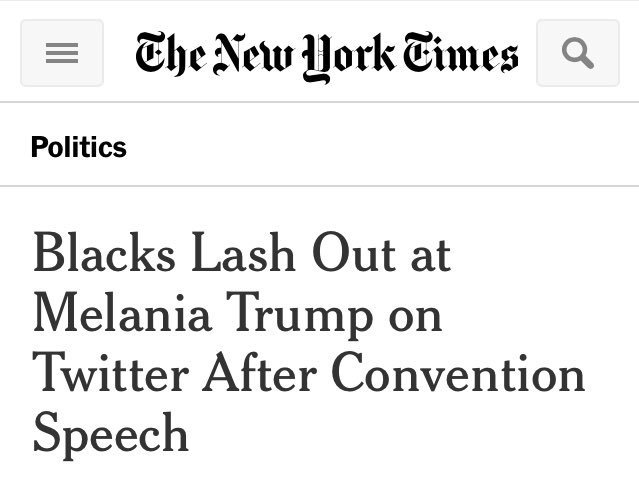 The New York Times
Politics
Blacks Lash Out at
Melania Trump on
Twitter After Convention
Speech